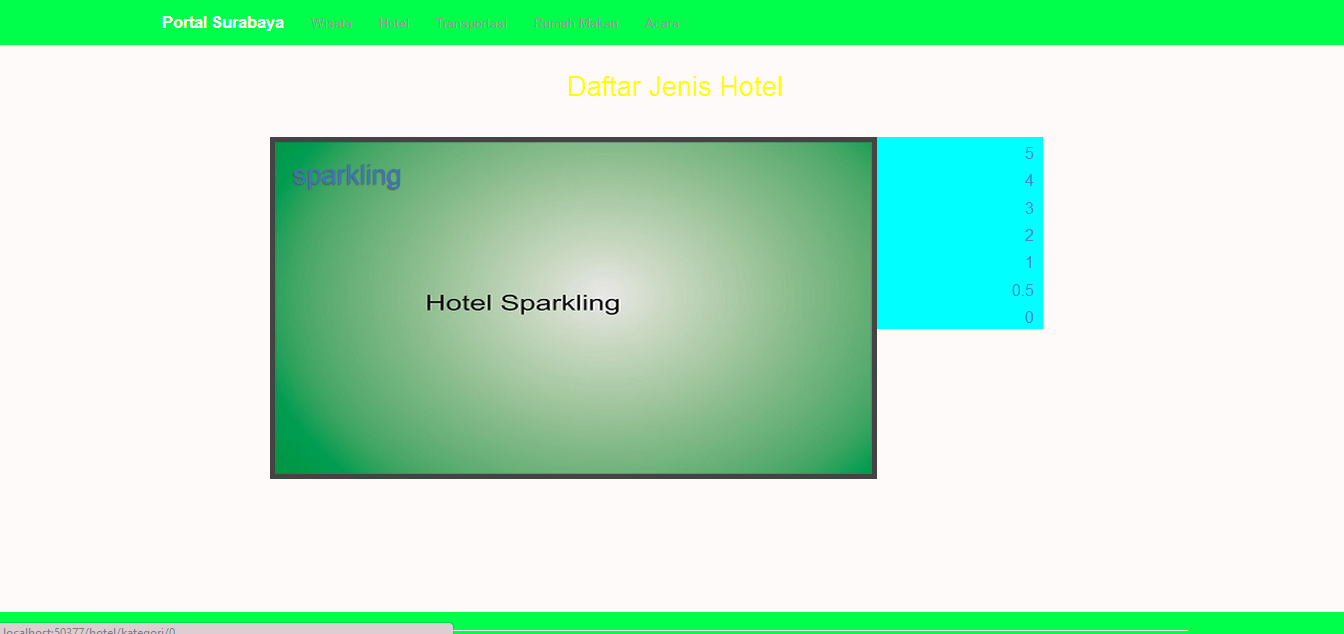 Portal Surabaya Wisata Hotel Transportasi Rumah Makan Acara
Daftar Jenis Hotel
sparkling
Hotel Sparkling
5
4
3
2
1
0.5
0
localhost:50377/hotel/kategori/0